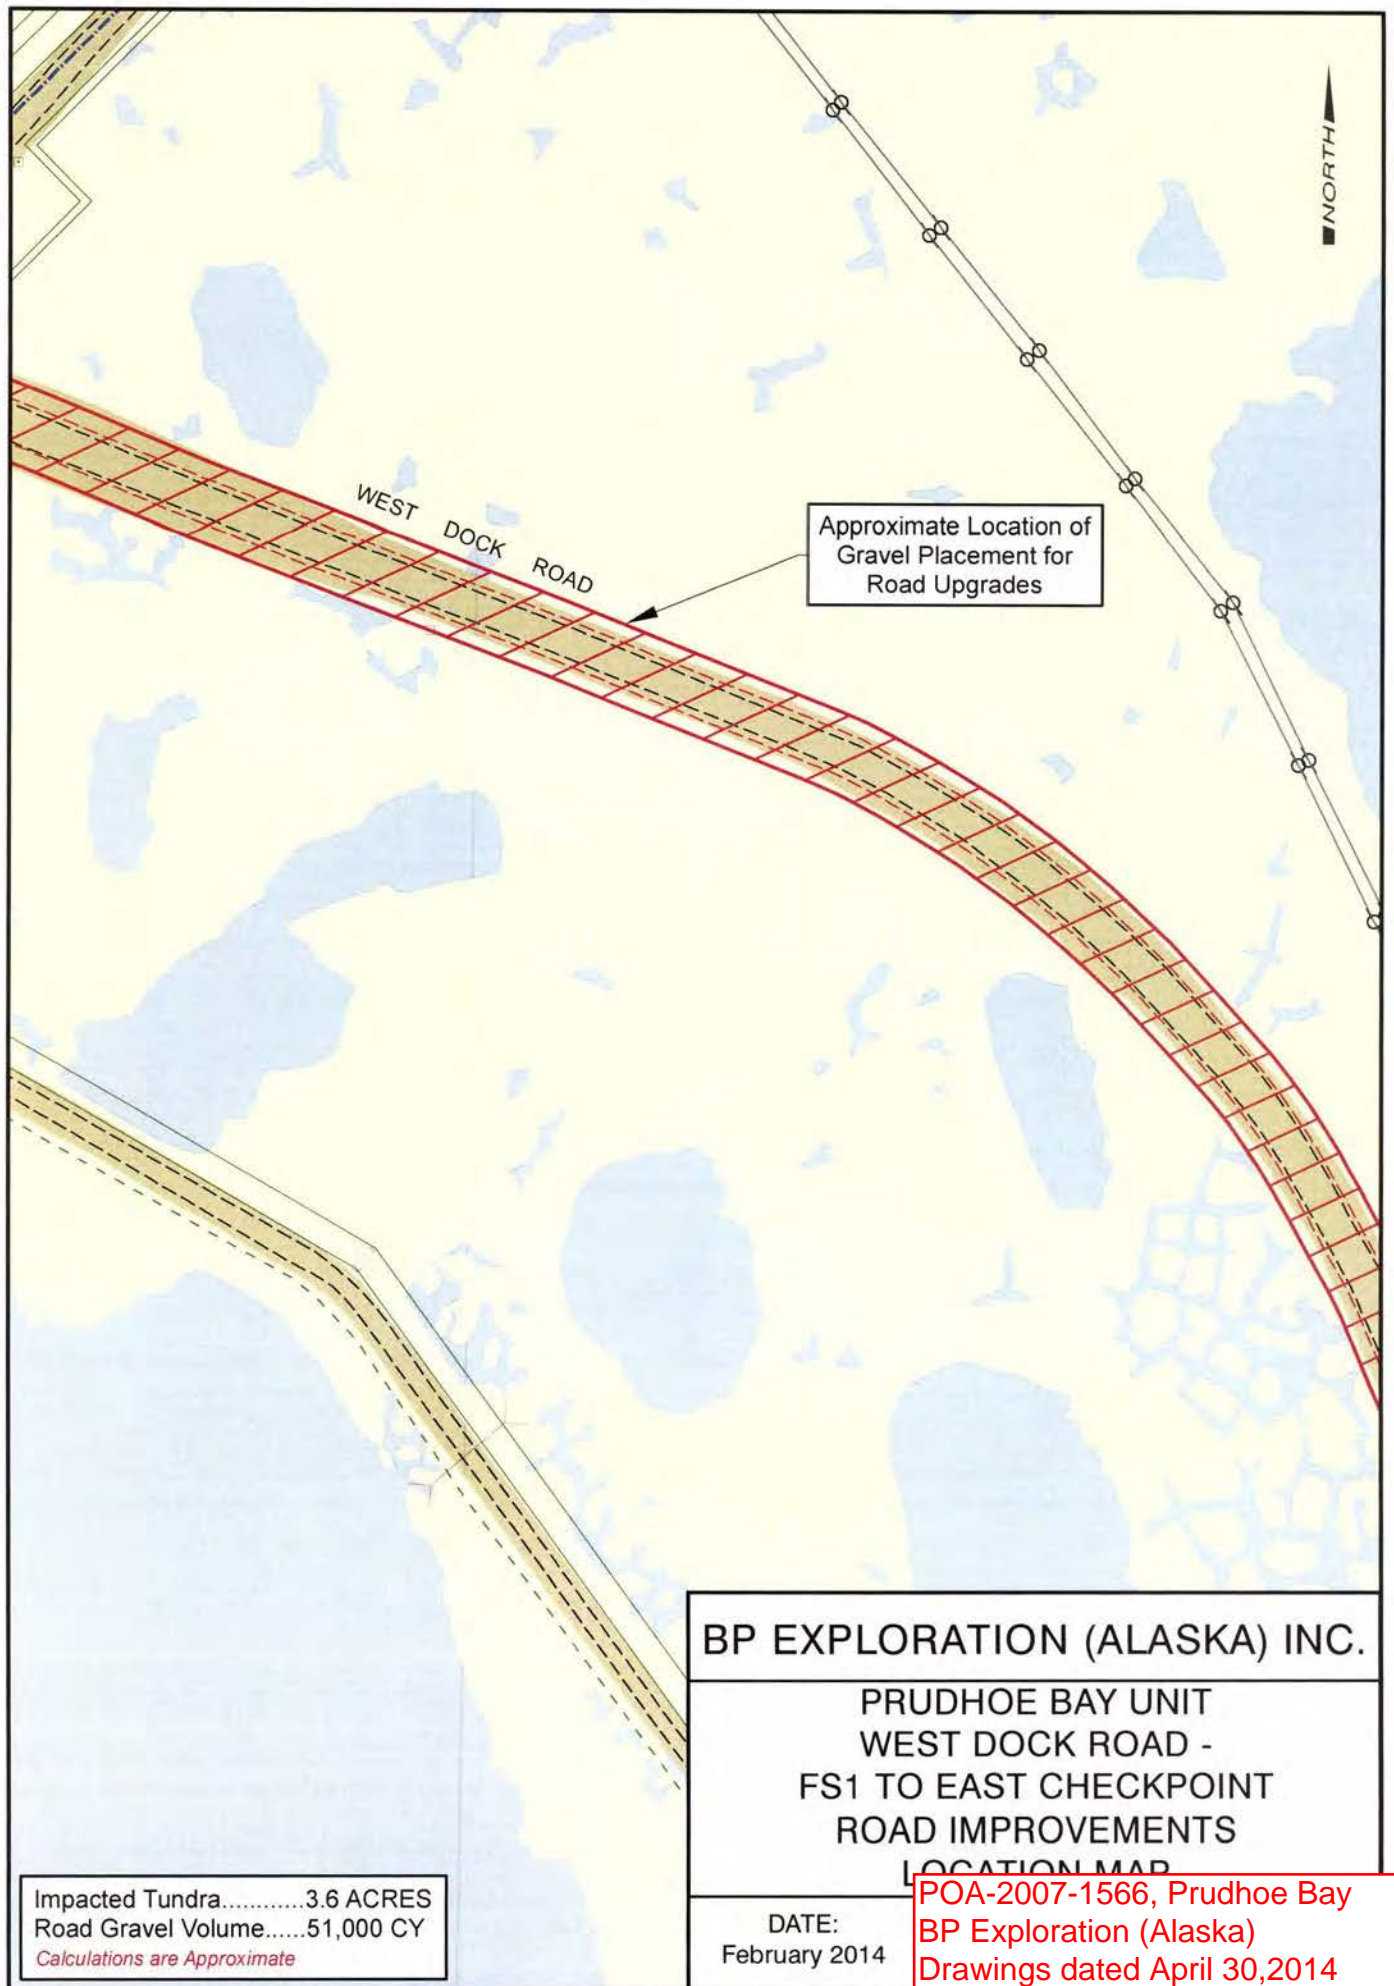 NORTH
WEST DOCK ROAD
Approximate Location of
Gravel Placement for
Road Upgrades
BP EXPLORATION (ALASKA) INC.
PRUDHOE BAY UNIT
WEST DOCK ROAD -
FS1 TO EAST CHECKPOINT
ROAD IMPROVEMENTS
LOCATION MAP
Impacted Tundra............3.6 ACRES
Road Gravel Volume......51,000 CY
Calculations are Approximate
DATE:
February 2014
POA-2007-1566, Prudhoe Bay
BP Exploration (Alaska)
Drawings dated April 30,2014